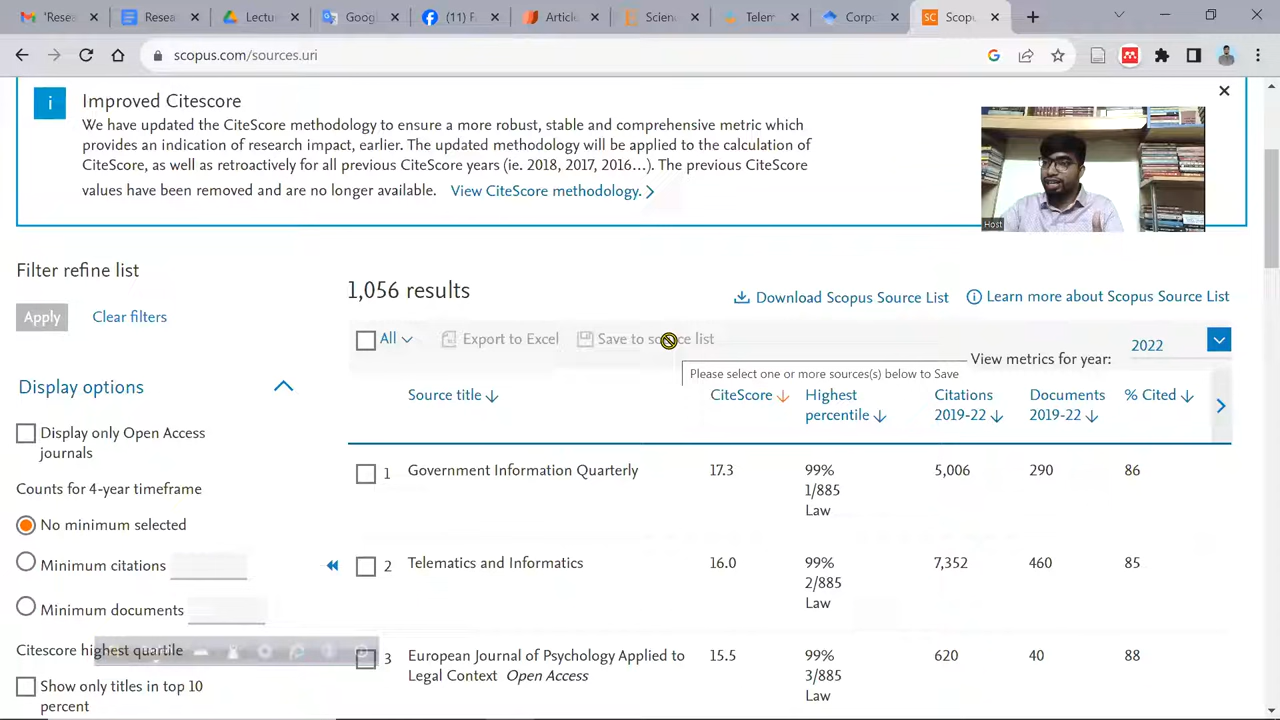 'Resea
Resea
Lectu
Goog
(11) F
Article
Scien
Telem
Corp
SC Scopu
scopus.com/sources.uri
i Improved Citescore
We have updated the CiteScore methodology to ensure a more robust, stable and comprehensive metric which
provides an indication of research impact, earlier. The updated methodology will be applied to the calculation of
CiteScore, as well as retroactively for all previous CiteScore years (ie. 2018, 2017, 2016…). The previous CiteScore
values have been removed and are no longer available. View CiteScore methodology.
Host
Filter refine list
Apply Clear filters
Display options
Display only Open Access
journals
Counts for 4-year timeframe
No minimum selected
Minimum citations
Minimum documents
Citescore highest quartile
Show only titles in top 10
percent
1,056 results
Download Scopus Source List
Learn more about Scopus Source List
All Export to Excel Save to source list
2022
View metrics for year:
Please select one or more sources(s) below to Save
Source title CiteScore Highest percentile Citations 2019-22 Documents 2019-22 % Cited
1 Government Information Quarterly 17.3 99% 5,006 290 86
1/885
Law
2 Telematics and Informatics 16.0 99% 7,352 460 85
2/885
Law
3 European Journal of Psychology Applied to 15.5 99% 620 40 88
Legal Context Open Access 3/885
Law